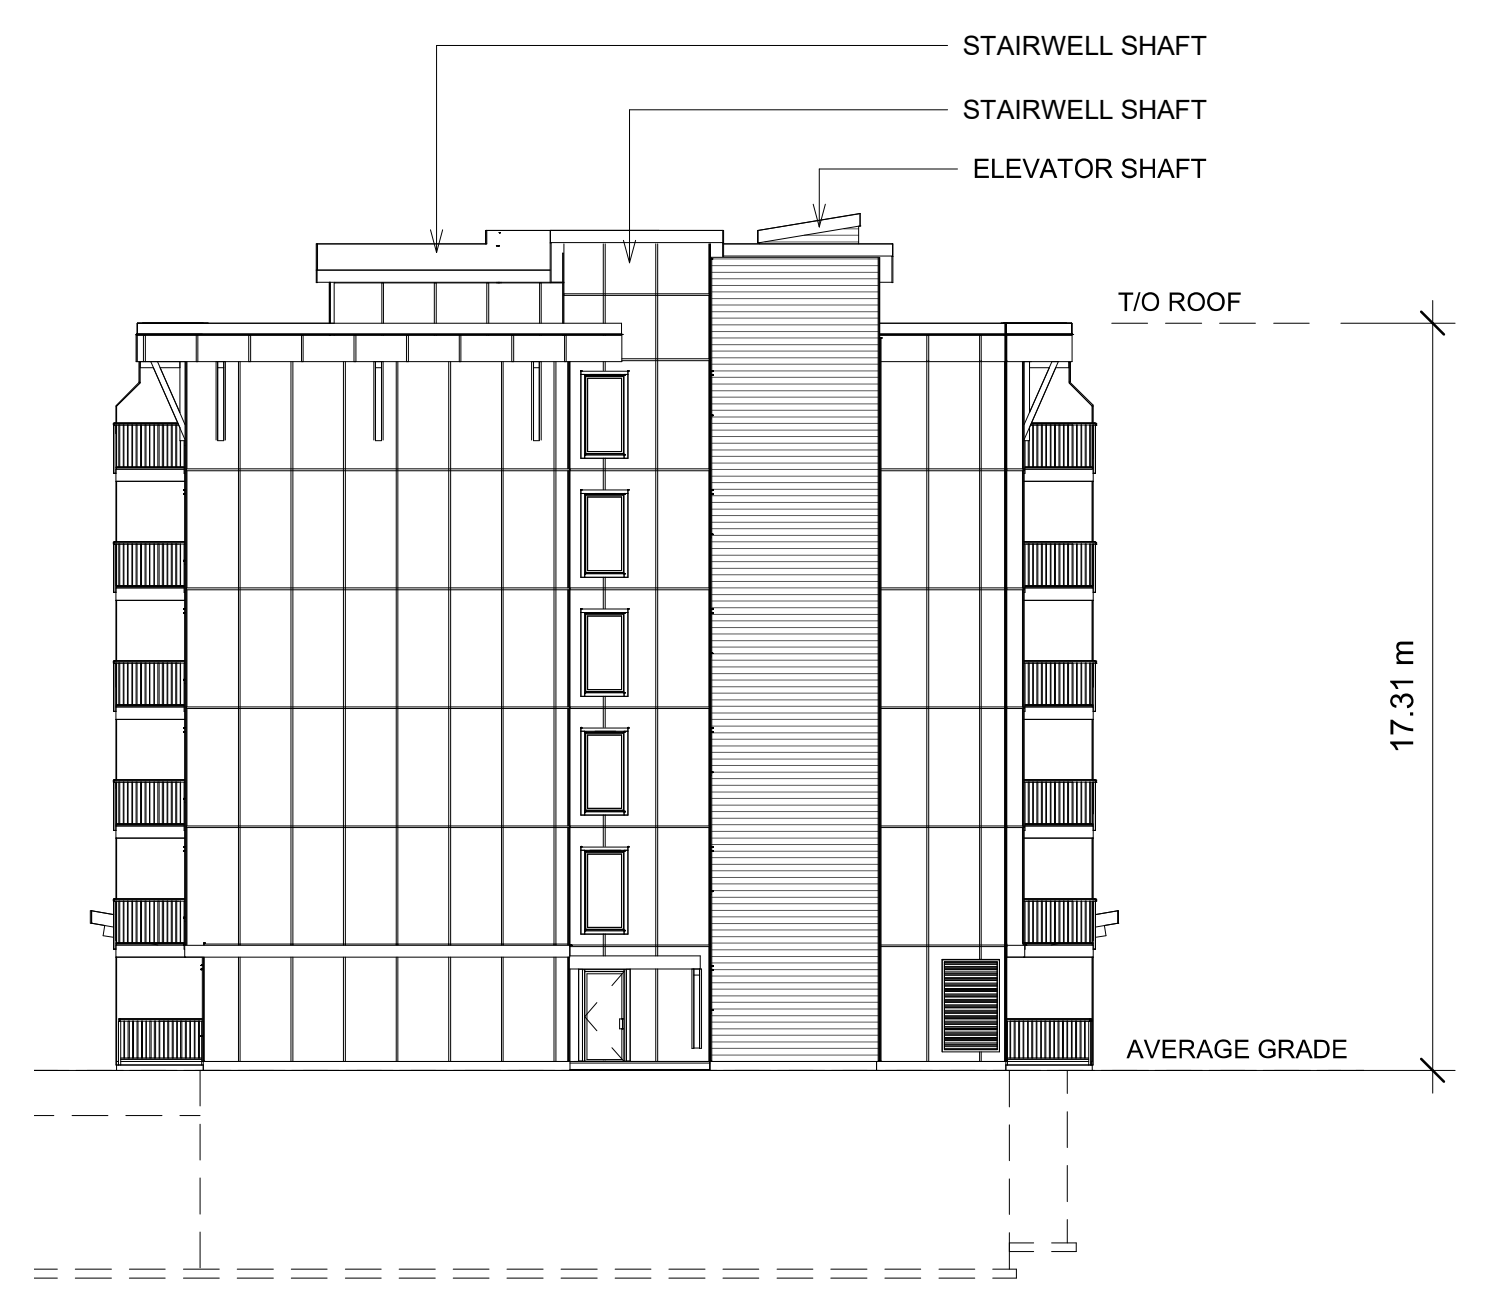 STAIRWELL SHAFT
STAIRWELL SHAFT
ELEVATOR SHAFT
T/O ROOF
17.31 m
AVERAGE GRADE